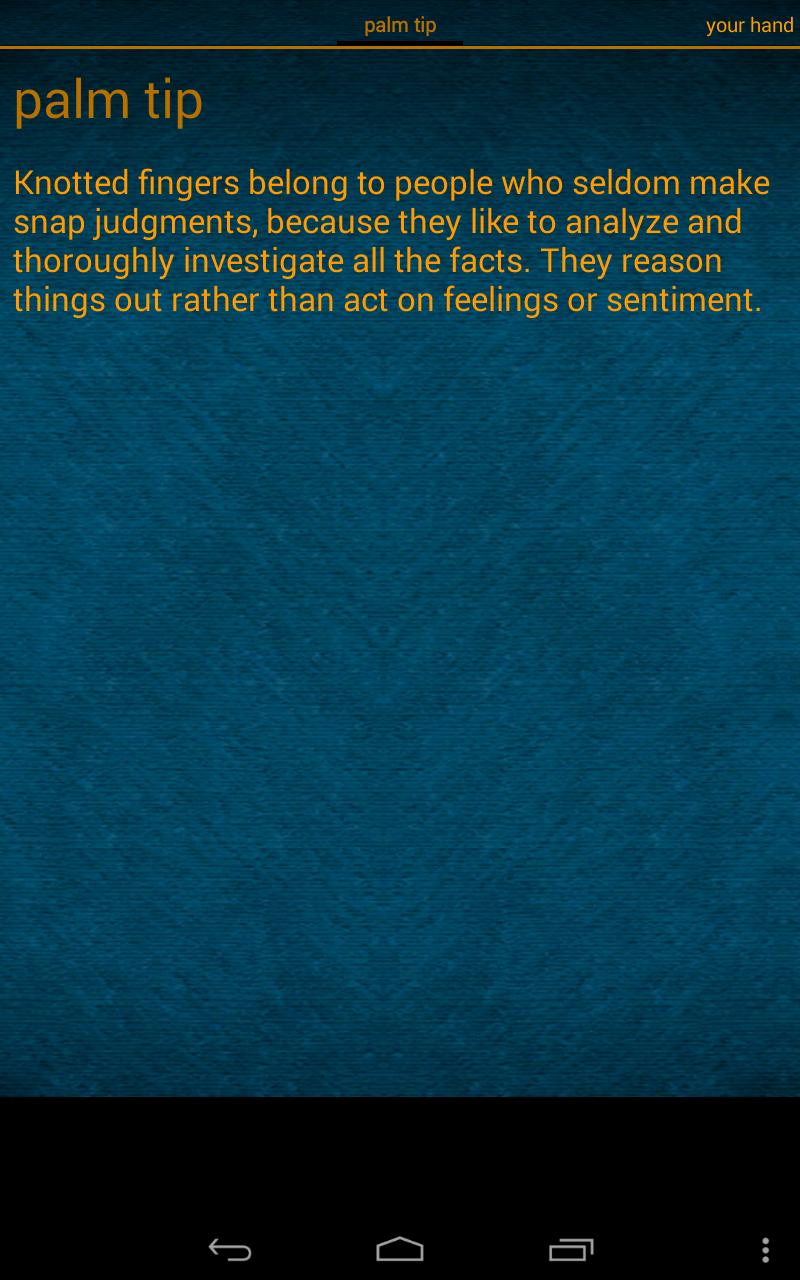 palm tip
your hand
palm tip
Knotted fingers belong to people who seldom make
snap judgments, because they like to analyze and
thoroughly investigate all the facts. They reason
things out rather than act on feelings or sentiment.